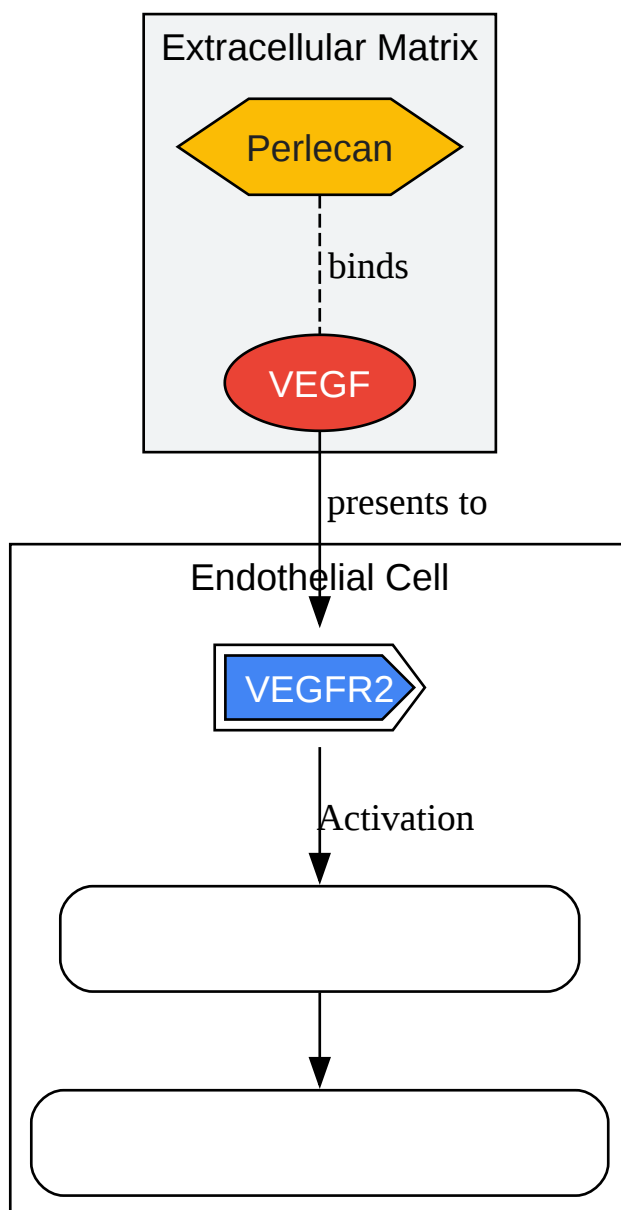 Extracellular Matrix
Perlecan
binds
VEGF
presents to
Endothelial Cell
VEGFR2
Activation